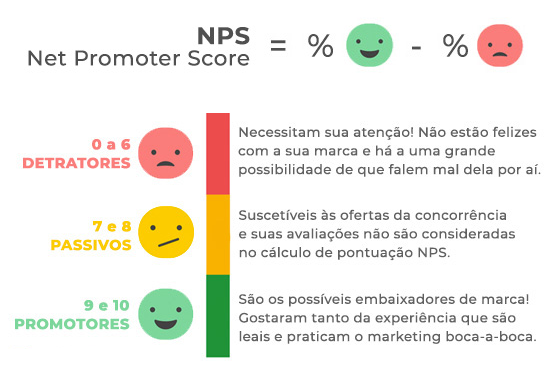 NPS
Net Promoter Score = % - %
0 a 6
DETRATORES
Necessitam sua atenção! Não estão felizes
com a sua marca e há a uma grande
possibilidade de que falem mal dela por aí.
7 e 8
PASSIVOS
Suscetíveis às ofertas da concorrência
e suas avaliações não são consideradas
no cálculo de pontuação NPS.
9 e 10
PROMOTORES
São os possíveis embaixadores de marca!
Gostaram tanto da experiência que são
leais e praticam o marketing boca-a-boca.